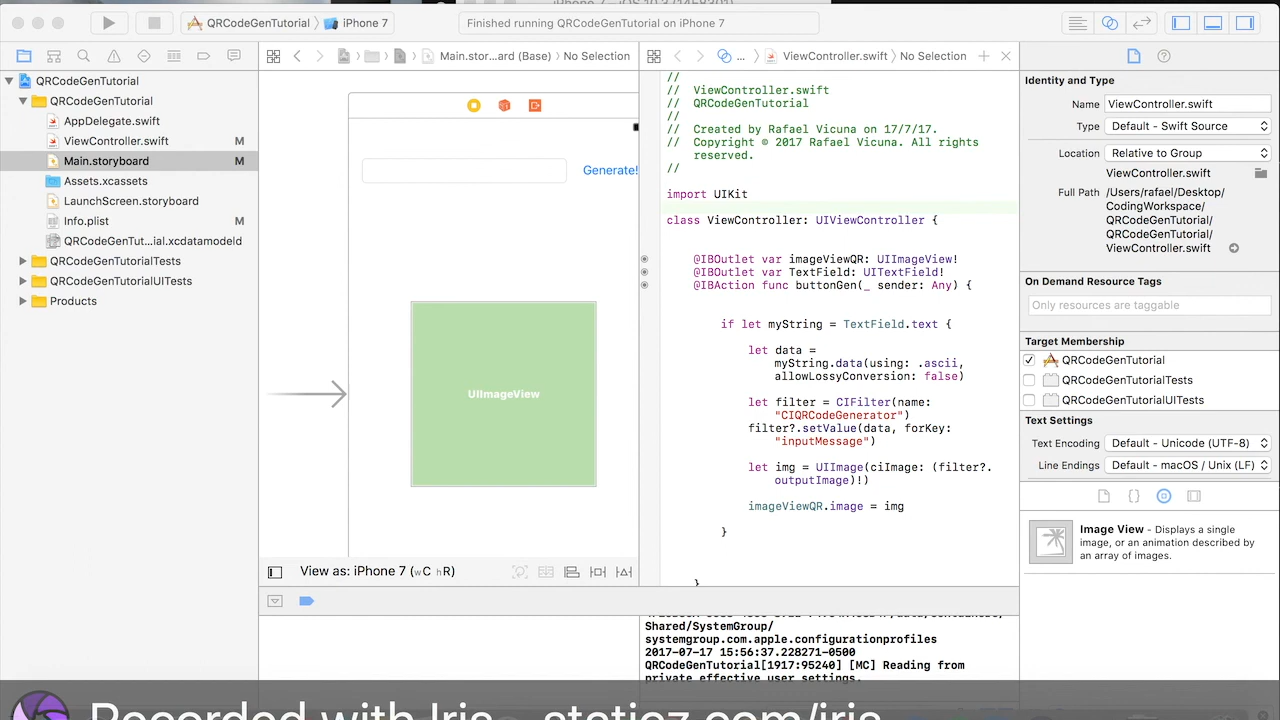 QRCodeGenTutorial
iPhone 7
Finished running QRCodeGenTutorial on iPhone 7
QRCodeGenTutorial
QRCodeGenTutorial
AppDelegate.swift
ViewController.swift M
Main.storyboard M
Assets.xcassets
LaunchScreen.storyboard
Info.plist M
QRCodeGenTut...ial.xcdatamodeld
QRCodeGenTutorialTests
QRCodeGenTutorialUITests
Products
Main.stor...ard (Base)
No Selection
Generate!
UIImageView
View as: iPhone 7 (wC hR)
... ViewController.swift
No Selection
//
// ViewController.swift
// QRCodeGenTutorial
//
// Created by Rafael Vicuna on 17/7/17.
// Copyright © 2017 Rafael Vicuna. All rights
reserved.
//
import UIKit
class ViewController: UIViewController {
@IBOutlet var imageViewQR: UIImageView!
@IBOutlet var TextField: UITextField!
@IBAction func buttonGen(_ sender: Any) {
if let myString = TextField.text {
let data =
myString.data(using: .ascii,
allowLossyConversion: false)
let filter = CIFilter(name:
"CIQRCodeGenerator")
filter?.setValue(data, forKey:
"inputMessage")
let img = UIImage(ciImage: (filter?.
outputImage)!)
imageViewQR.image = img
}
}
Shared/SystemGroup/
systemgroup.com.apple.configurationprofiles
2017-07-17 15:56:37.228271-0500
QRCodeGenTutorial[1917:95240] [MC] Reading from
private effective user settings.
Identity and Type
Name ViewController.swift
Type Default - Swift Source
Location Relative to Group
ViewController.swift
Full Path /Users/rafael/Desktop/
CodingWorkspace/
QRCodeGenTutorial/
QRCodeGenTutorial/
ViewController.swift
On Demand Resource Tags
Only resources are taggable
Target Membership
QRCodeGenTutorial
QRCodeGenTutorialTests
QRCodeGenTutorialUITests
Text Settings
Text Encoding Default - Unicode (UTF-8)
Line Endings Default - macOS / Unix (LF)
Image View - Displays a single
image, or an animation described by
an array of images.
Recorded with Iris - staticz.com/iris